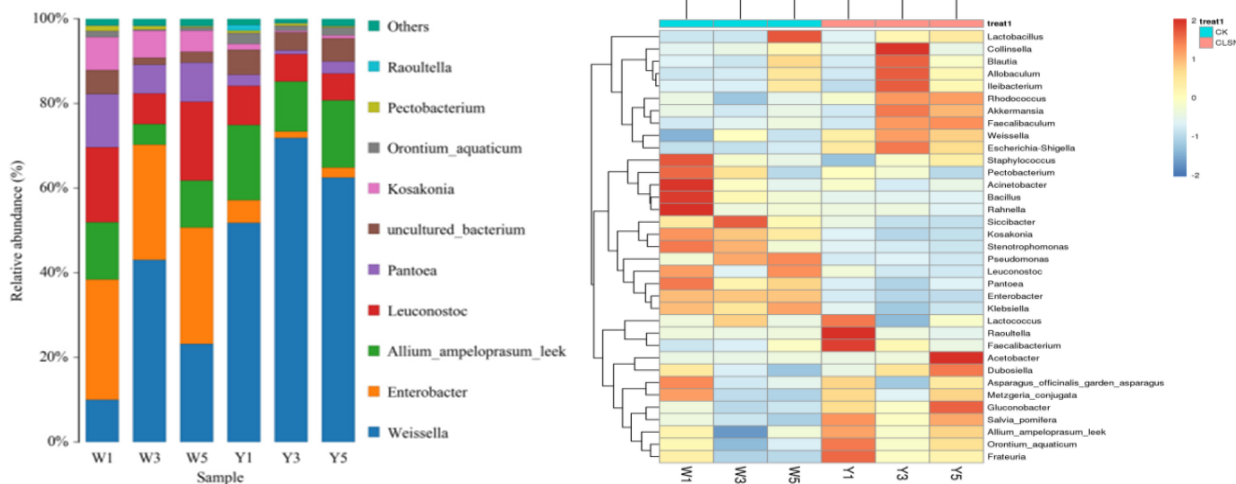 100%
80%
60%
40%
20%
0%
Relative abundance (%)
W1 W3 W5 Y1 Y3 Y5
Sample
Others
Raoultella
Pectobacterium
Orontium_aquaticum
Kosakonia
uncultured_bacterium
Pantoea
Leuconostoc
Allium_ampeloprasum_leek
Enterobacter
Weissella
treat1
Lactobacillus
Collinsella
Blautia
Allobaculum
Ileibacterium
Rhodococcus
Akkermansia
Faecalibaculum
Weissella
Escherichia-Shigella
Staphylococcus
Pectobacterium
Acinetobacter
Bacillus
Rahnella
Siccibacter
Kosakonia
Stenotrophomonas
Pseudomonas
Leuconostoc
Pantoea
Enterobacter
Klebsiella
Lactococcus
Raoultella
Faecalibacterium
Acetobacter
Dubosiella
Asparagus_officinalis_garden_asparagus
Metzgeria_conjugata
Gluconobacter
Salvia_pomifera
Allium_ampeloprasum_leek
Orontium_aquaticum
Frateuria
W1 W3 W5 Y1 Y3 Y5
2
1
0
-1
-2
treat1
CK